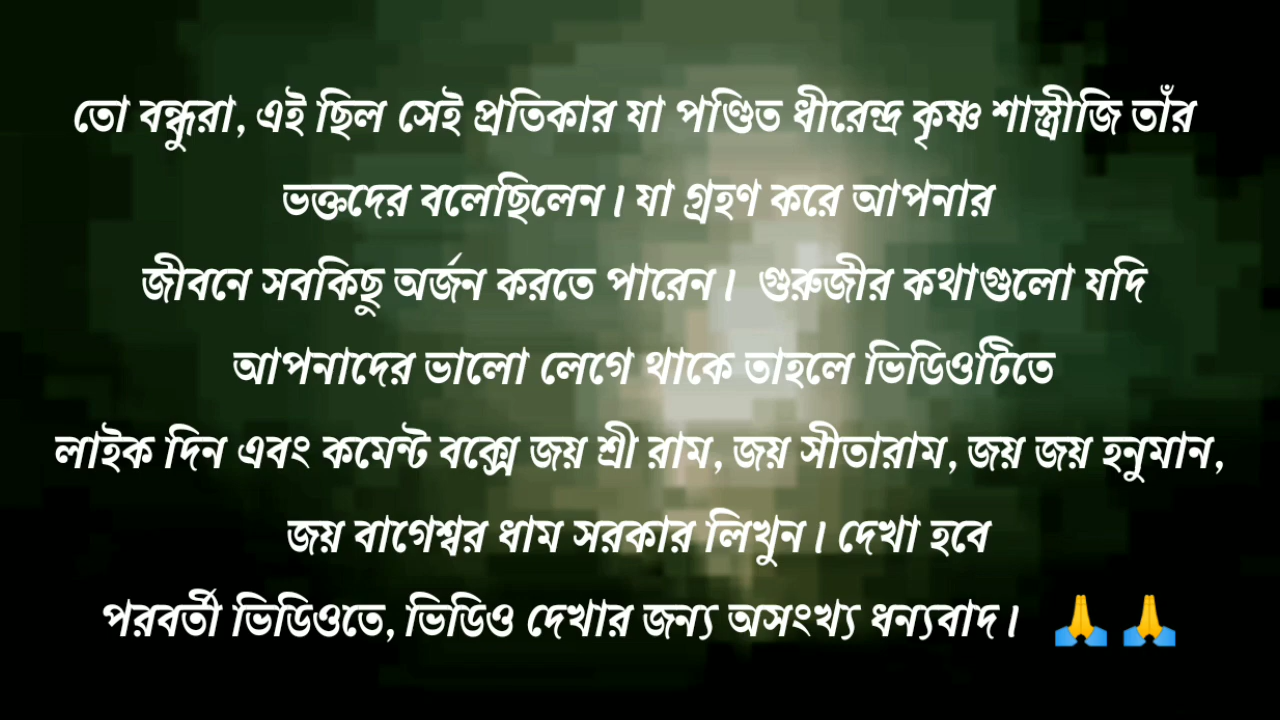 তো বন্ধুরা, এই ছিল সেই প্রতিকার যা পণ্ডিত ধীরেন্দ্র কৃষ্ণ শাস্ত্রীজি তাঁর
ভক্তদের বলেছিলেন। যা গ্রহণ করে আপনার
জীবনে সবকিছু অর্জন করতে পারেন। গুরুজীর কথাগুলো যদি
আপনাদের ভালো লেগে থাকে তাহলে ভিডিওটিতে
লাইক দিন এবং কমেন্ট বক্সে জয় শ্রী রাম, জয় সীতারাম, জয় জয় হনুমান,
জয় বাগেশ্বর ধাম সরকার লিখুন। দেখা হবে
পরবর্তী ভিডিওতে, ভিডিও দেখার জন্য অসংখ্য ধন্যবাদ। 🙏 🙏